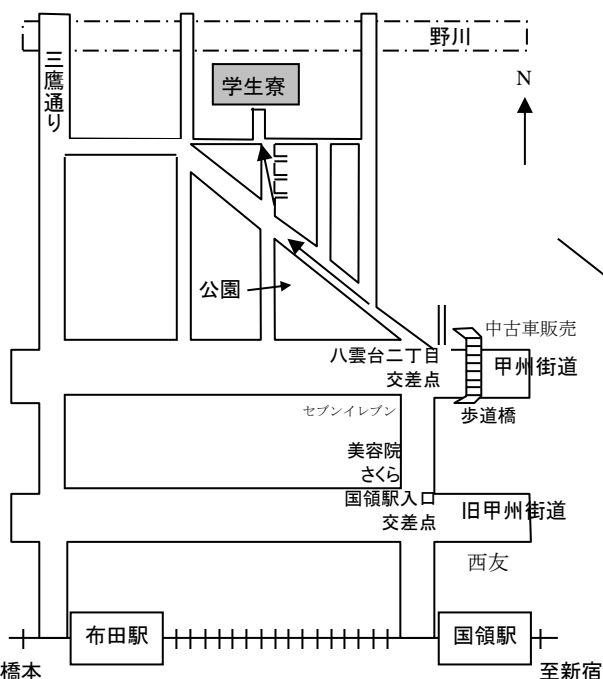 野川
三鷹通り
学生寮
N
公園
中古車販売
八雲台二丁目
交差点
甲州街道
セブンイレブン
歩道橋
美容院
さくら
国領駅入口
交差点
旧甲州街道
西友
布田駅
国領駅
橋本
至新宿